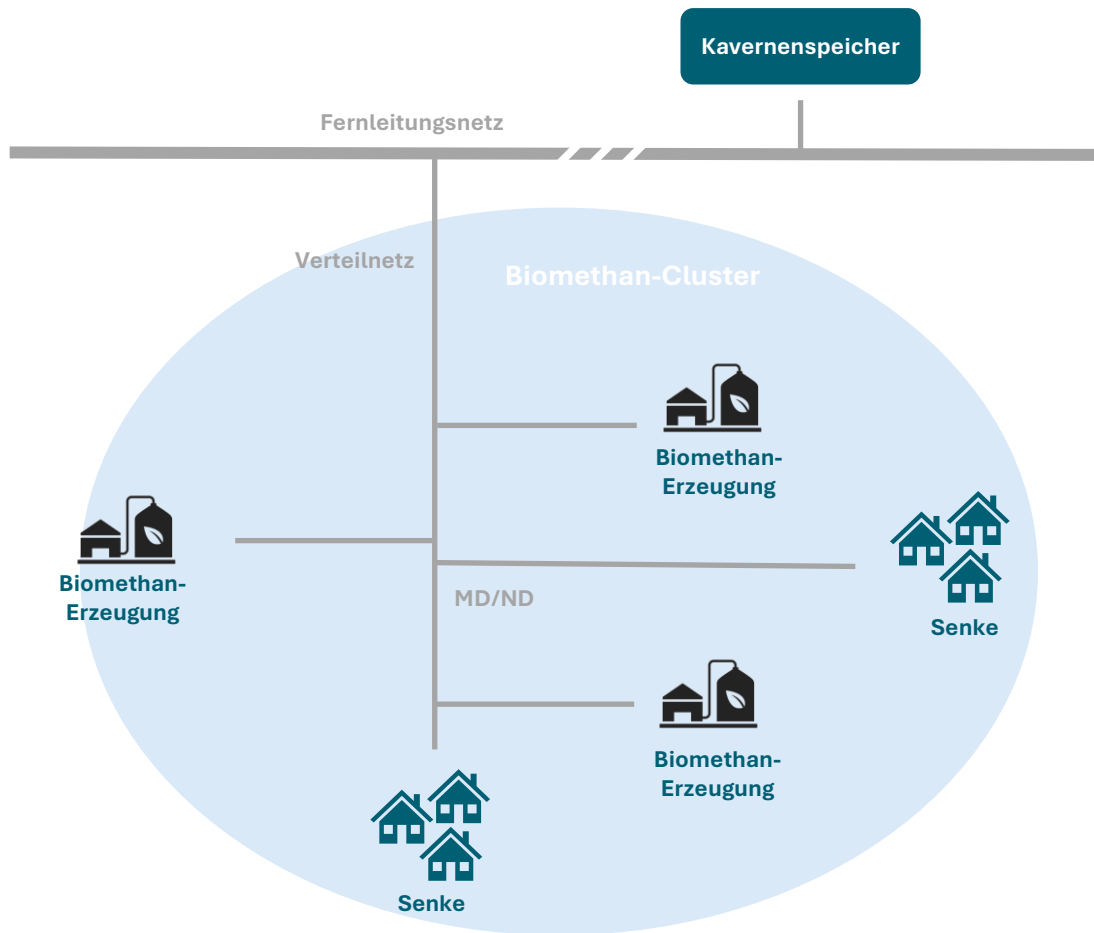 Kavernenspeicher
Fernleitungsnetz
Verteilnetz
Biomethan-Cluster
Biomethan-
Erzeugung
Biomethan-
Erzeugung
MD/ND
Senke
Biomethan-
Erzeugung
Senke